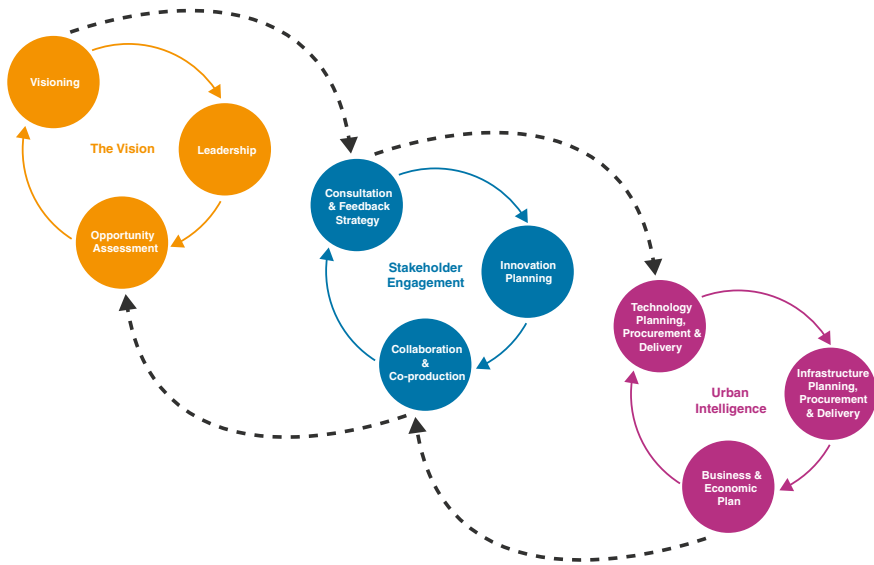 Visioning
The Vision
Leadership
Opportunity
Assessment
Consultation
& Feedback
Strategy
Stakeholder
Engagement
Innovation
Planning
Collaboration
&
Co-production
Technology
Planning,
Procurement &
Delivery
Urban
Intelligence
Infrastructure
Planning,
Procurement
& Delivery
Business &
Economic
Plan